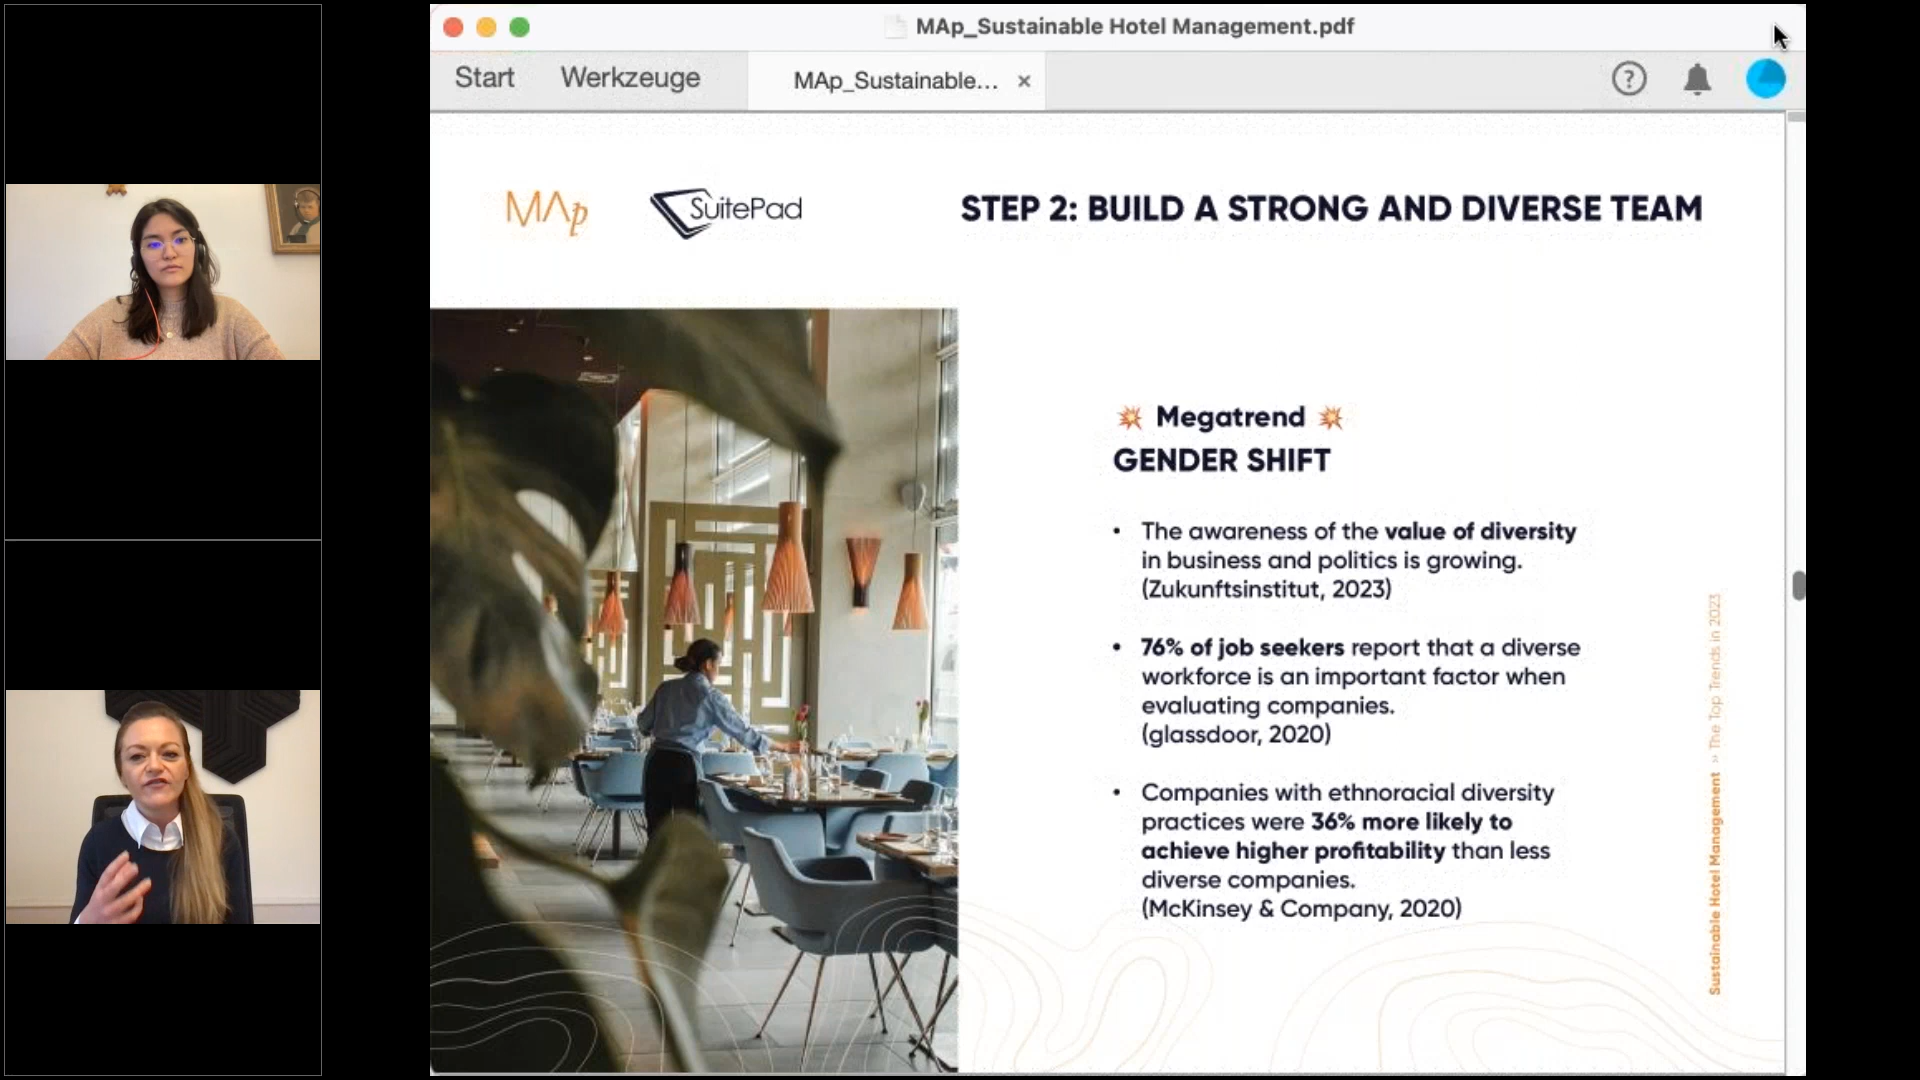 MAp_Sustainable Hotel Management.pdf
Start Werkzeuge MAp_Sustainable... ×
?
MAp SuitePad STEP 2: BUILD A STRONG AND DIVERSE TEAM
💥 Megatrend 💥
GENDER SHIFT
• The awareness of the value of diversity
in business and politics is growing.
(Zukunftsinstitut, 2023)
• 76% of job seekers report that a diverse
workforce is an important factor when
evaluating companies.
(glassdoor, 2020)
• Companies with ethnoracial diversity
practices were 36% more likely to
achieve higher profitability than less
diverse companies.
(McKinsey & Company, 2020)
Sustainable Hotel Management » The Top Trends in 2023